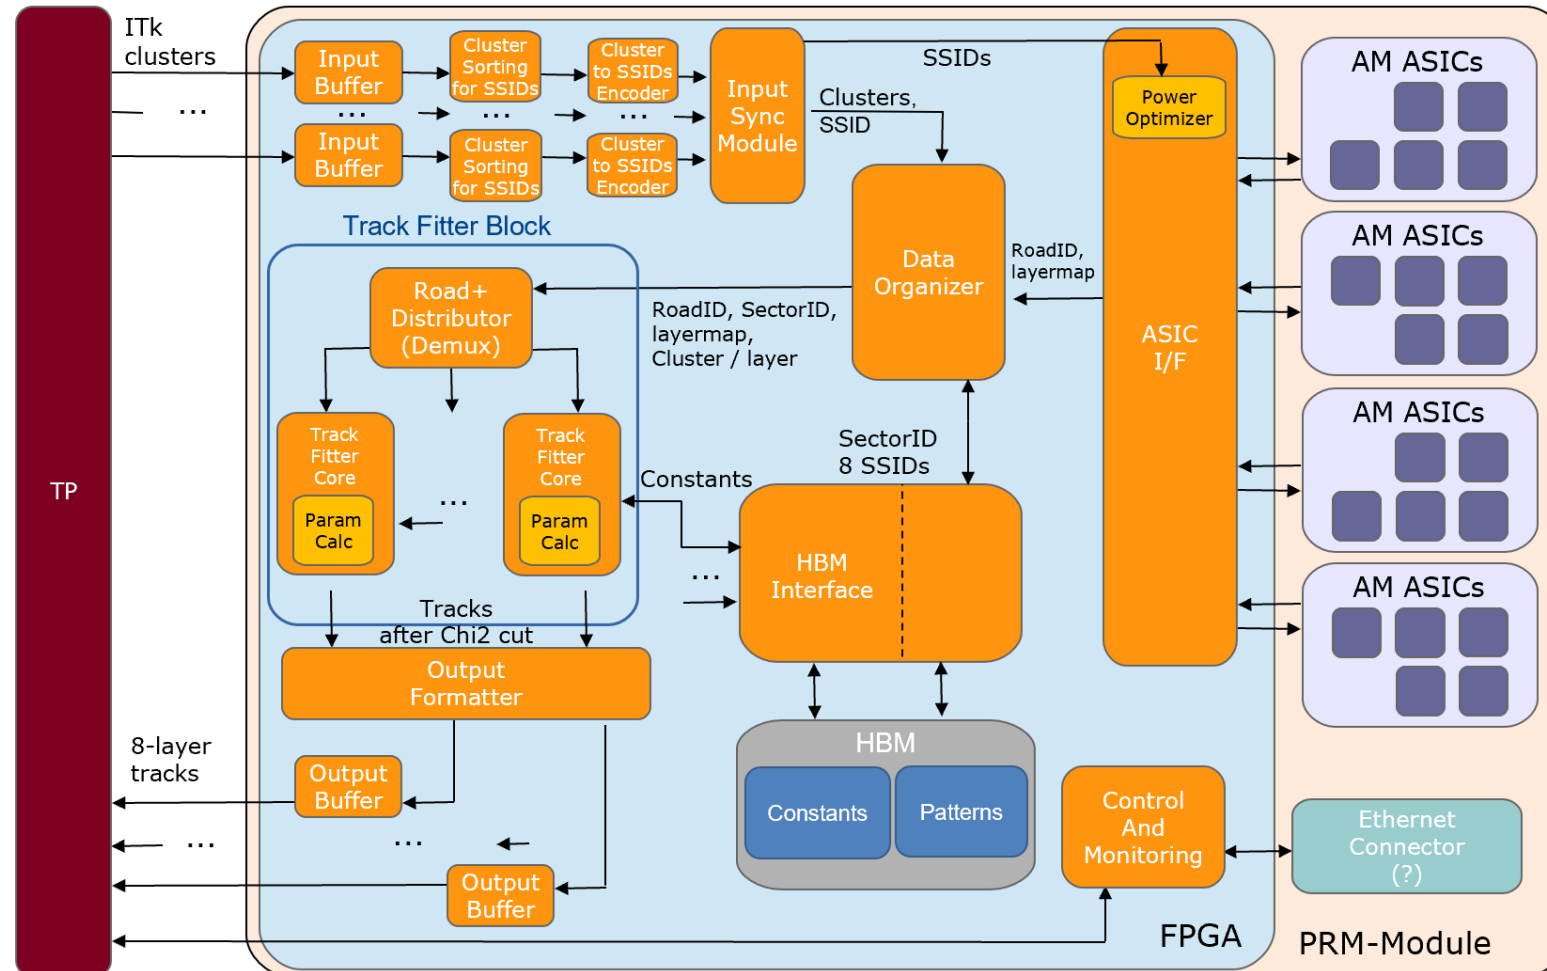 ITk
clusters
Input
Buffer
Cluster
Sorting
for SSIDs
Cluster
to SSIDs
Encoder
...
...
...
...
Input
Buffer
Cluster
Sorting
for SSIDs
Cluster
to SSIDs
Encoder
Input
Sync
Module
SSIDs
Clusters,
SSID
Power
Optimizer
ASIC
I/F
AM ASICs
AM ASICs
AM ASICs
AM ASICs
Data
Organizer
RoadID,
layermap
Track Fitter Block
Road+
Distributor
(Demux)
RoadID, SectorID,
layermap,
Cluster / layer
Track
Fitter
Core
Param
Calc
...
Track
Fitter
Core
Param
Calc
Constants
...
SectorID
8 SSIDs
HBM
Interface
TP
Tracks
after Chi2 cut
Output
Formatter
8-layer
tracks
Output
Buffer
...
...
Output
Buffer
HBM
Constants
Patterns
Control
And
Monitoring
Ethernet
Connector
(?)
FPGA
PRM-Module